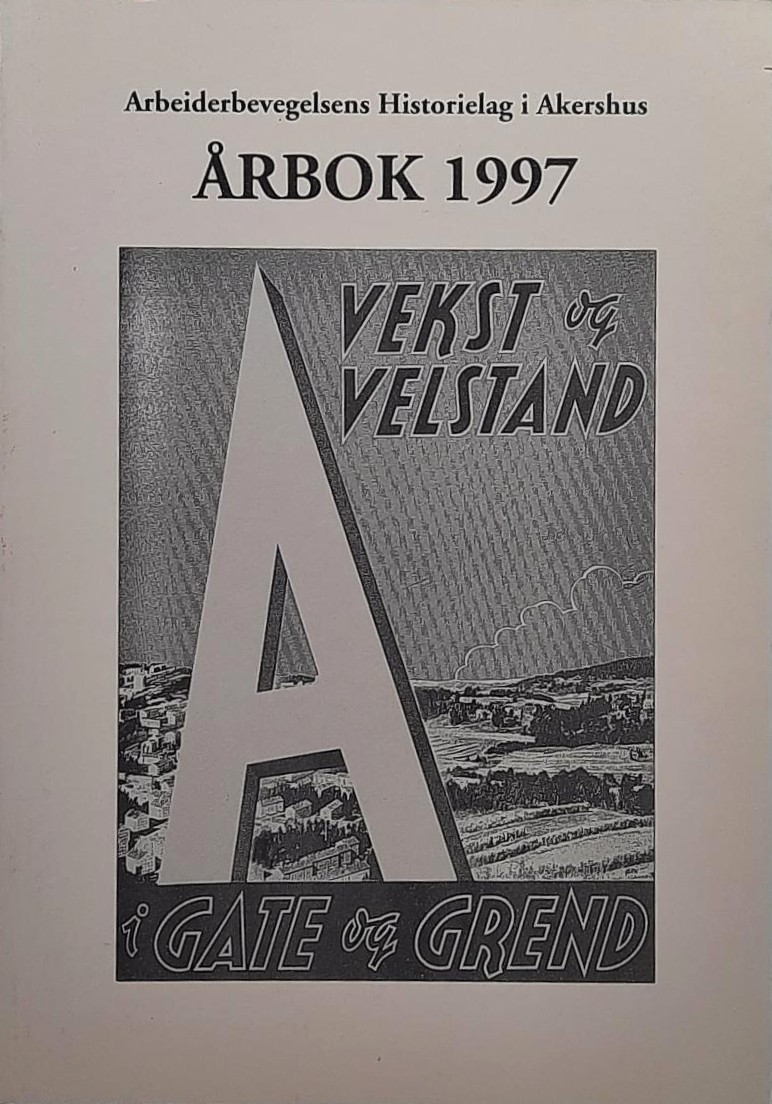 Arbeiderbevegelsens Historielag i Akershus
ÅRBOK 1997
VEKST og
VELSTAND
A
i GATE og GREND